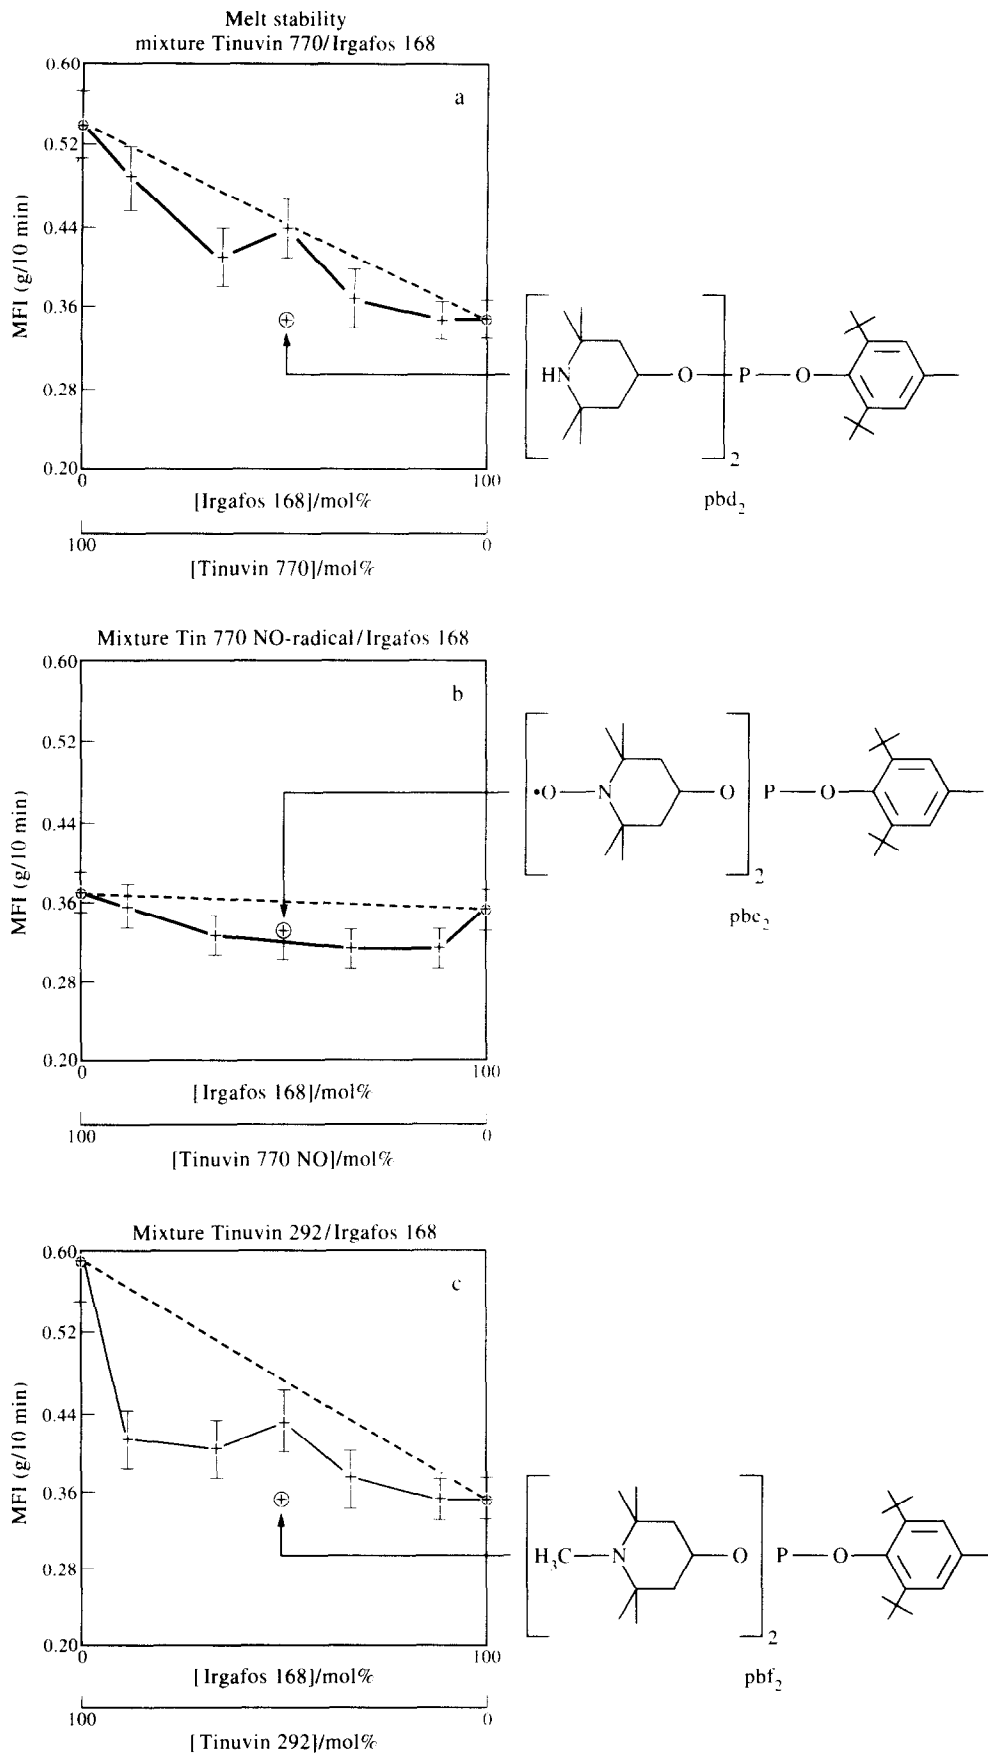 Melt stability
mixture Tinuvin 770/Irgafos 168
a
0.60
0.52
0.44
0.36
0.28
0.20
MFI (g/10 min)
0
100
[Irgafos 168]/mol%
100
0
[Tinuvin 770]/mol%
HN
O
P
O
2
pbd2
Mixture Tin 770 NO-radical/Irgafos 168
b
0.60
0.52
0.44
0.36
0.28
0.20
MFI (g/10 min)
0
100
[Irgafos 168]/mol%
100
0
[Tinuvin 770 NO]/mol%
•O
N
O
P
O
2
pbe2
Mixture Tinuvin 292/Irgafos 168
c
0.60
0.52
0.44
0.36
0.28
0.20
MFI (g/10 min)
0
100
[Irgafos 168]/mol%
100
0
[Tinuvin 292]/mol%
H3C
N
O
P
O
2
pbf2